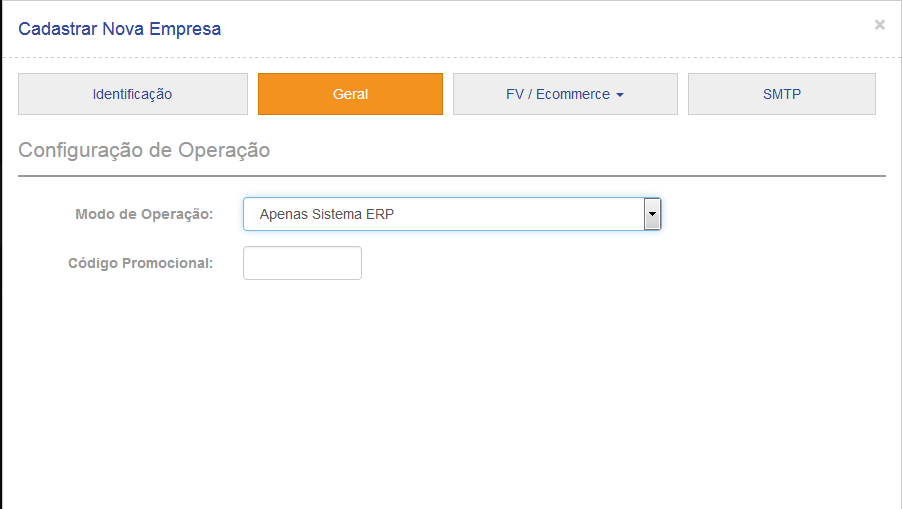 Cadastrar Nova Empresa ×
Identificação Geral FV / Ecommerce SMTP
Configuração de Operação
Modo de Operação: Apenas Sistema ERP
Código Promocional: